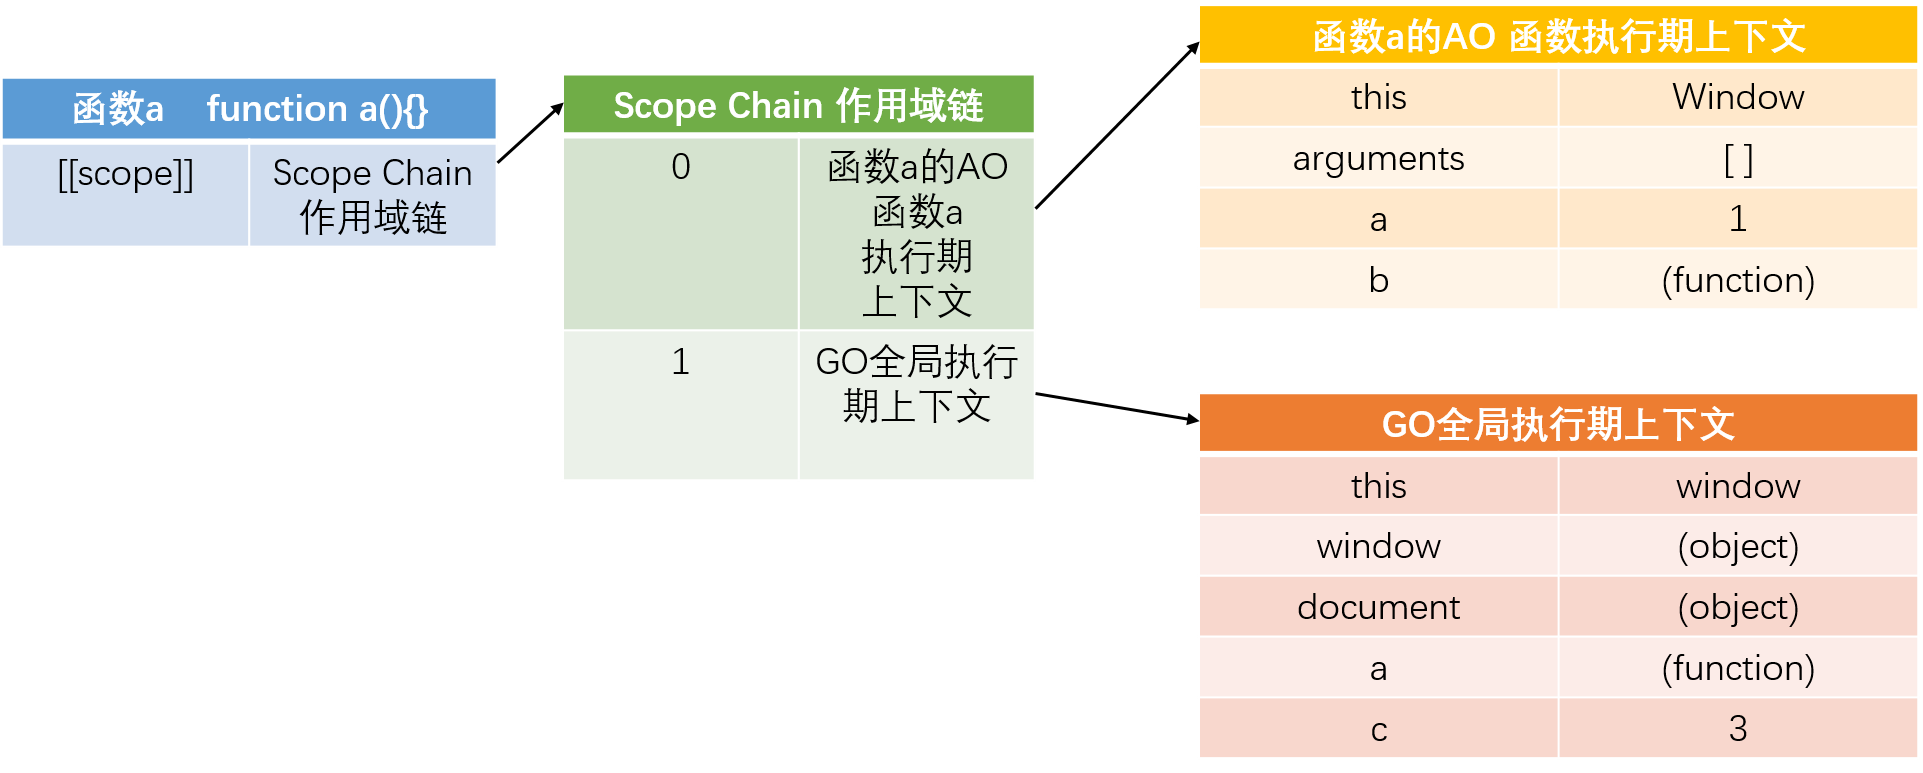 函数a function a(){}
[[scope]]
Scope Chain
作用域链
Scope Chain 作用域链
0
函数a的AO
函数a
执行期
上下文
1
GO全局执行
期上下文
函数a的AO 函数执行期上下文
this Window
arguments [ ]
a 1
b (function)
GO全局执行期上下文
this window
window (object)
document (object)
a (function)
c 3